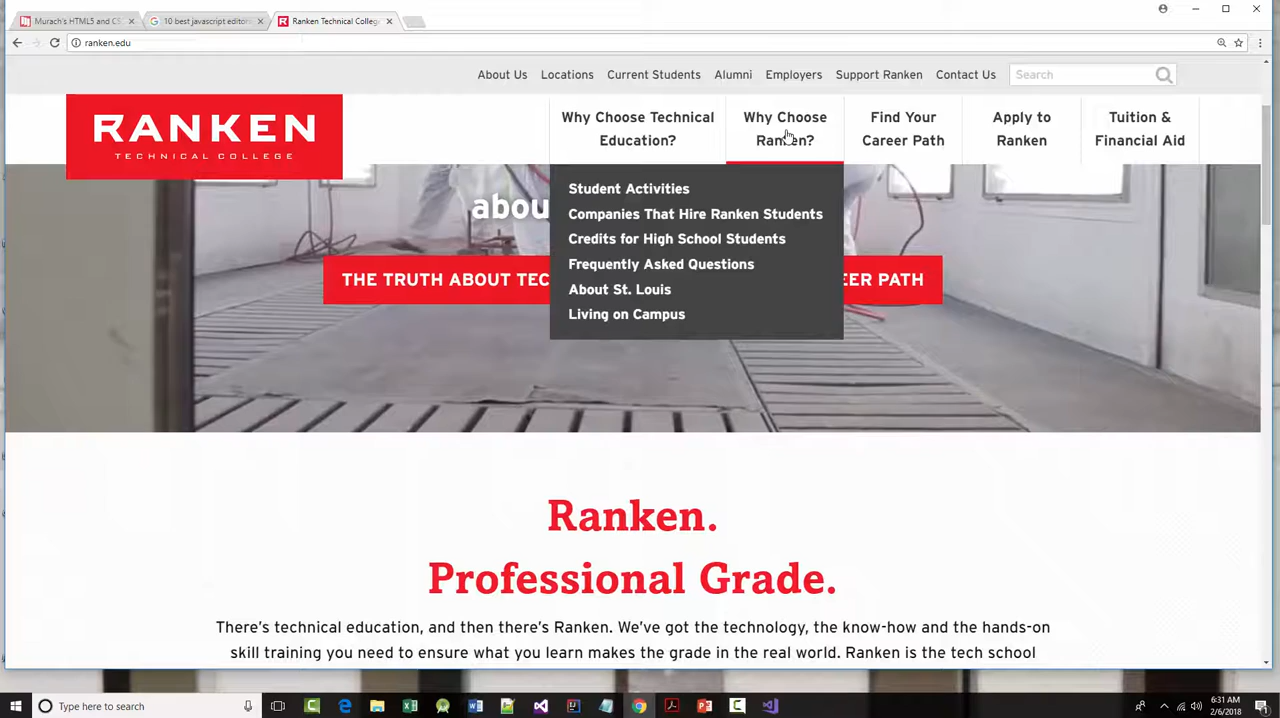 Murach's HTML5 and CS
10 best javascript editors
Ranken Technical College
ranken.edu
About Us Locations Current Students Alumni Employers Support Ranken Contact Us Search
RANKEN
TECHNICAL COLLEGE
Why Choose Technical
Education?
Why Choose
Ranken?
Find Your
Career Path
Apply to
Ranken
Tuition &
Financial Aid
Student Activities
Companies That Hire Ranken Students
Credits for High School Students
Frequently Asked Questions
About St. Louis
Living on Campus
abou
THE TRUTH ABOUT TEC
EER PATH
Ranken.
Professional Grade.
There's technical education, and then there's Ranken. We've got the technology, the know-how and the hands-on
skill training you need to ensure what you learn makes the grade in the real world. Ranken is the tech school
Type here to search
6:31 AM
2/6/2018